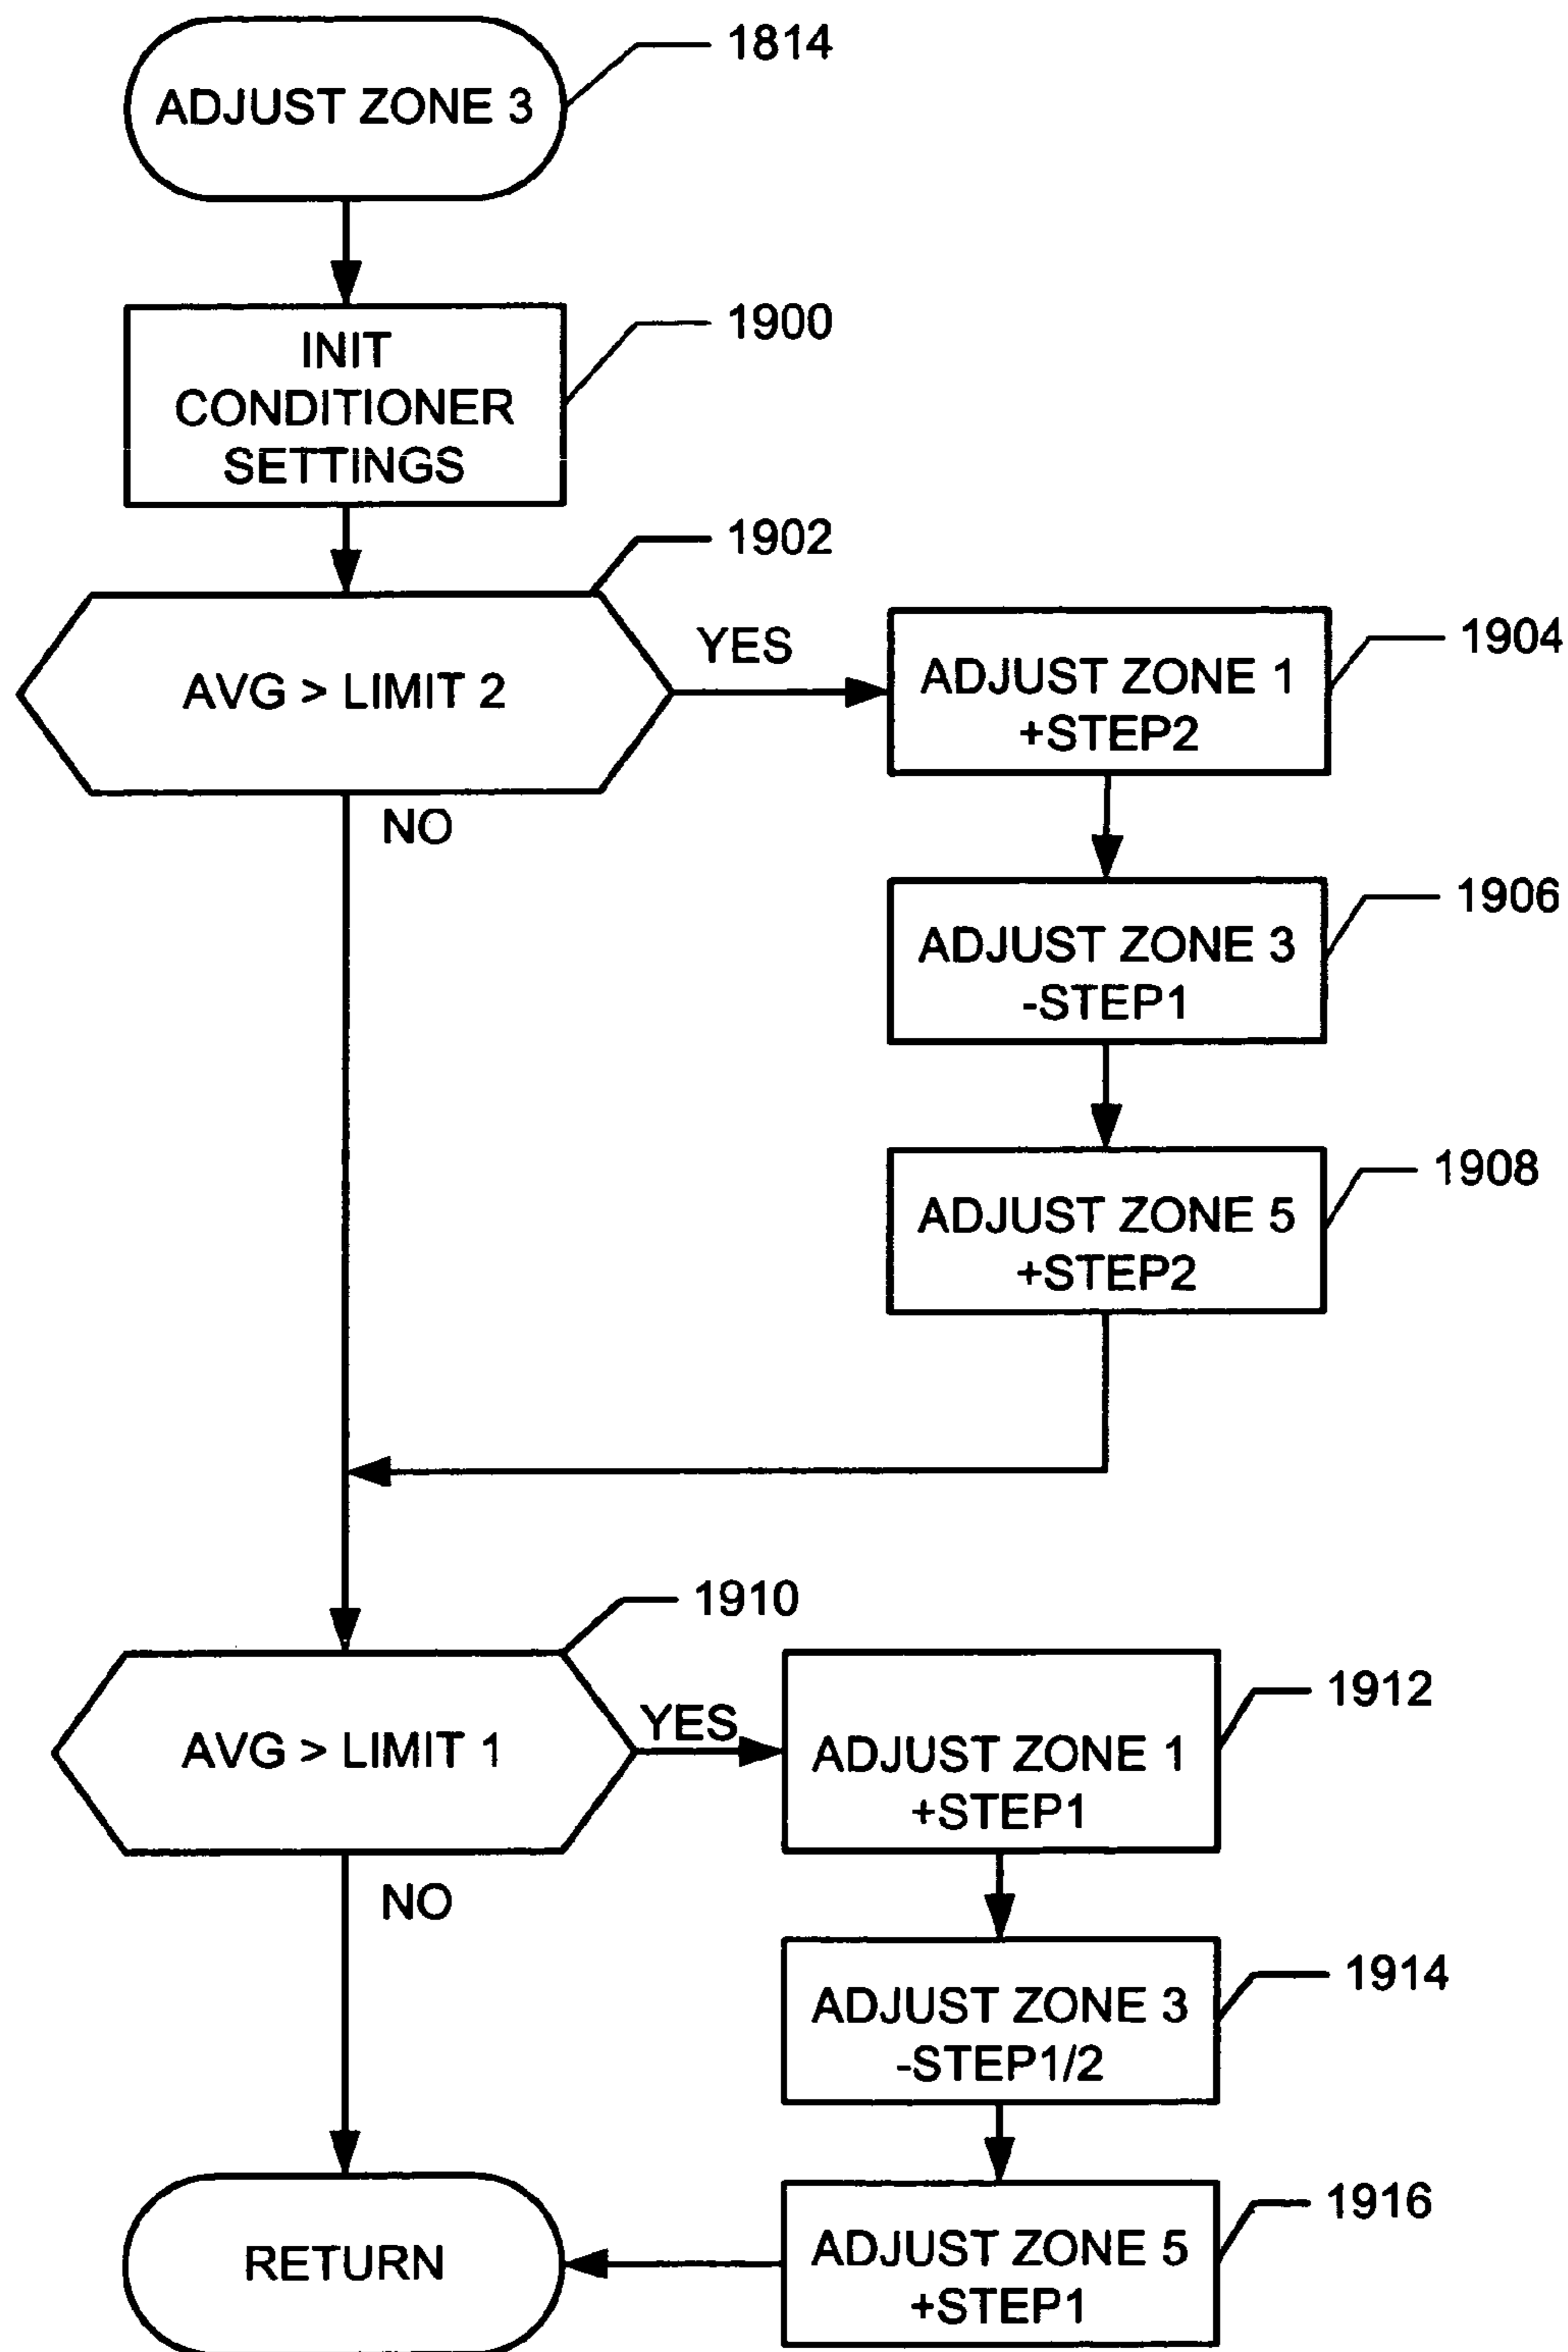 1814
ADJUST ZONE 3
1900
INIT
CONDITIONER
SETTINGS
1902
AVG > LIMIT 2
YES
NO
1904
ADJUST ZONE 1
+STEP2
1906
ADJUST ZONE 3
-STEP1
1908
ADJUST ZONE 5
+STEP2
1910
AVG > LIMIT 1
YES
NO
1912
ADJUST ZONE 1
+STEP1
1914
ADJUST ZONE 3
-STEP1/2
1916
ADJUST ZONE 5
+STEP1
RETURN